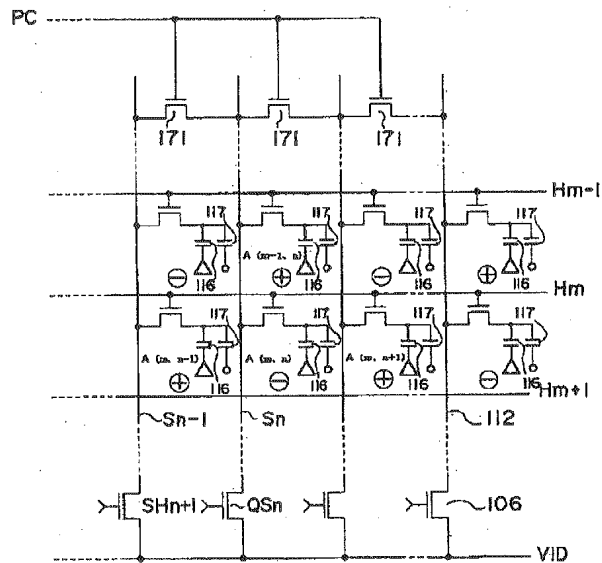 PC
171 171 171
Hm-1
117 117 117 117
A (m-1, n)
116 116 116 116
⊖ ⊕ ⊖ ⊕
Hm
117 117 117 117
A (m, n-1) A (m, n) A (m, n+1)
116 116 116 116
⊕ ⊖ ⊕ ⊖
Hm+1
Sn-1 Sn 112
SHn+1 QSn 106
VID